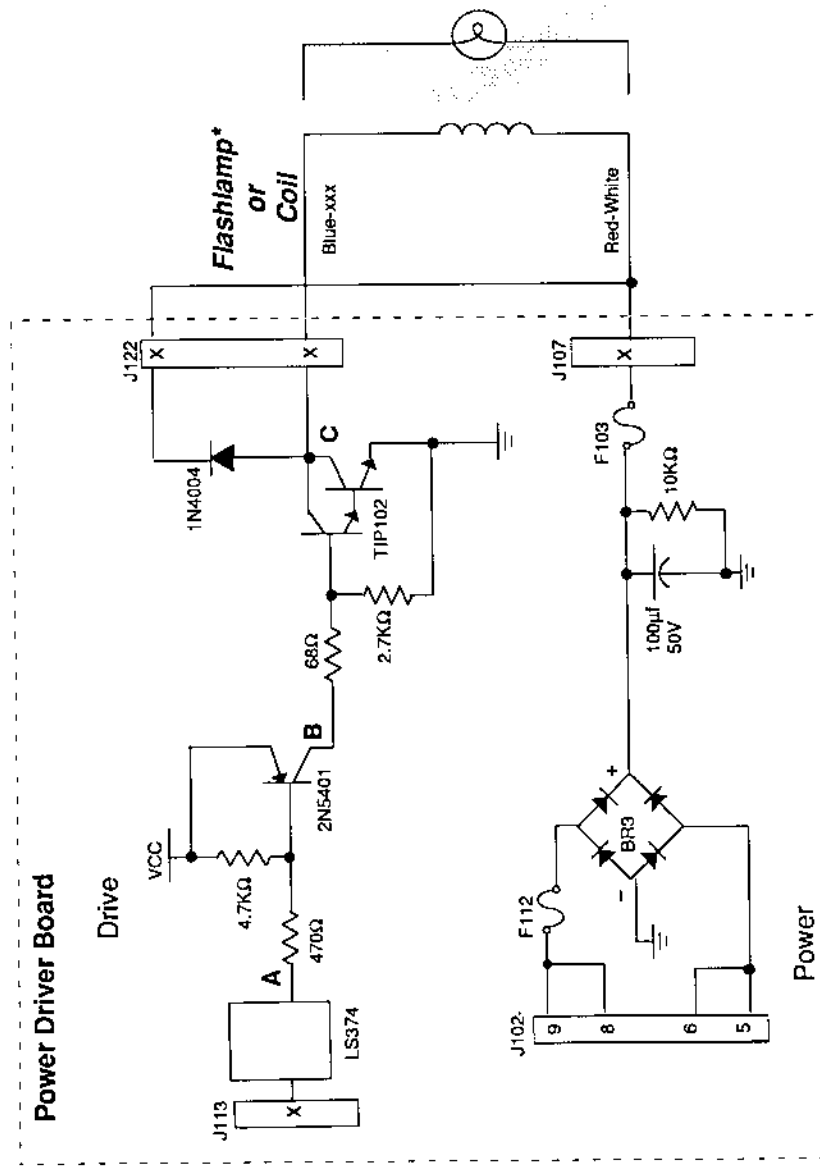 Power Driver Board
Drive
J113
X
LS374
A
470Ω
4.7KΩ
VCC
2N5401
B
68Ω
2.7KΩ
TIP102
C
1N4004
J122
X
X
Flashlamp*
or
Coil
Blue-xxx
Red-White
J107
X
F103
10KΩ
100µf
50V
+
BR3
-
F112
J102-
9
8
6
5
Power